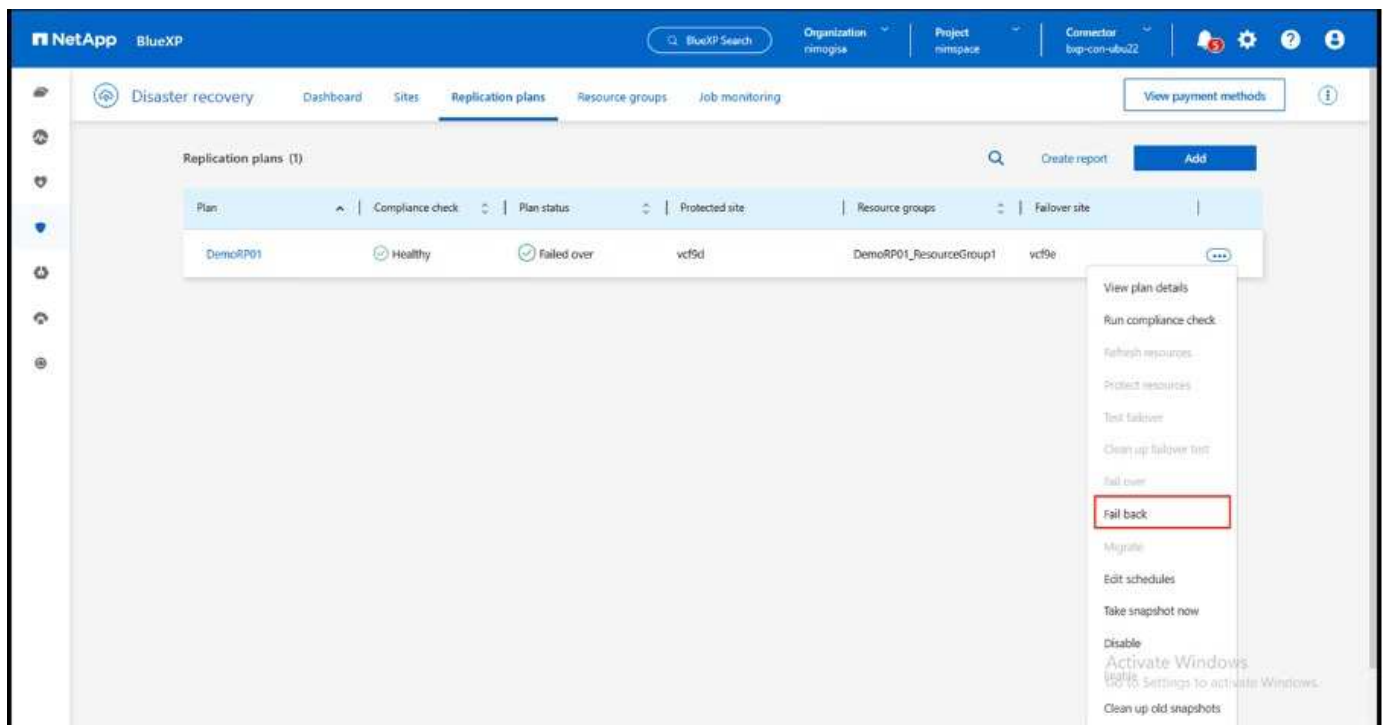 NetApp BlueXP
BlueXP Search
Organization
nimogisa
Project
nimspace
Connector
bxp-con-ubu22
5
Disaster recovery
Dashboard Sites Replication plans Resource groups Job monitoring
View payment methods
Replication plans (1)
Create report
Add
Plan Compliance check Plan status Protected site Resource groups Failover site
DemoRP01 Healthy Failed over vcf9d DemoRP01_ResourceGroup1 vcf9e
View plan details
Run compliance check
Refresh resources
Protect resources
Test failover
Clean up failover test
Fail over
Fail back
Migrate
Edit schedules
Take snapshot now
Disable
Activate Windows
Go to Settings to activate Windows.
Clean up old snapshots